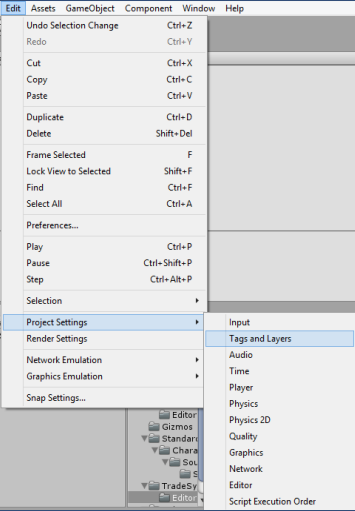 Edit Assets GameObject Component Window Help
Undo Selection Change Ctrl+Z
Redo Ctrl+Y
Cut Ctrl+X
Copy Ctrl+C
Paste Ctrl+V
Duplicate Ctrl+D
Delete Shift+Del
Frame Selected F
Lock View to Selected Shift+F
Find Ctrl+F
Select All Ctrl+A
Preferences...
Play Ctrl+P
Pause Ctrl+Shift+P
Step Ctrl+Alt+P
Selection
Project Settings
Render Settings
Network Emulation
Graphics Emulation
Snap Settings...
Input
Tags and Layers
Audio
Time
Player
Physics
Physics 2D
Quality
Graphics
Network
Editor
Script Execution Order
Editor
Gizmos
Standard
Chara
Sou
S
TradeSy
Editor